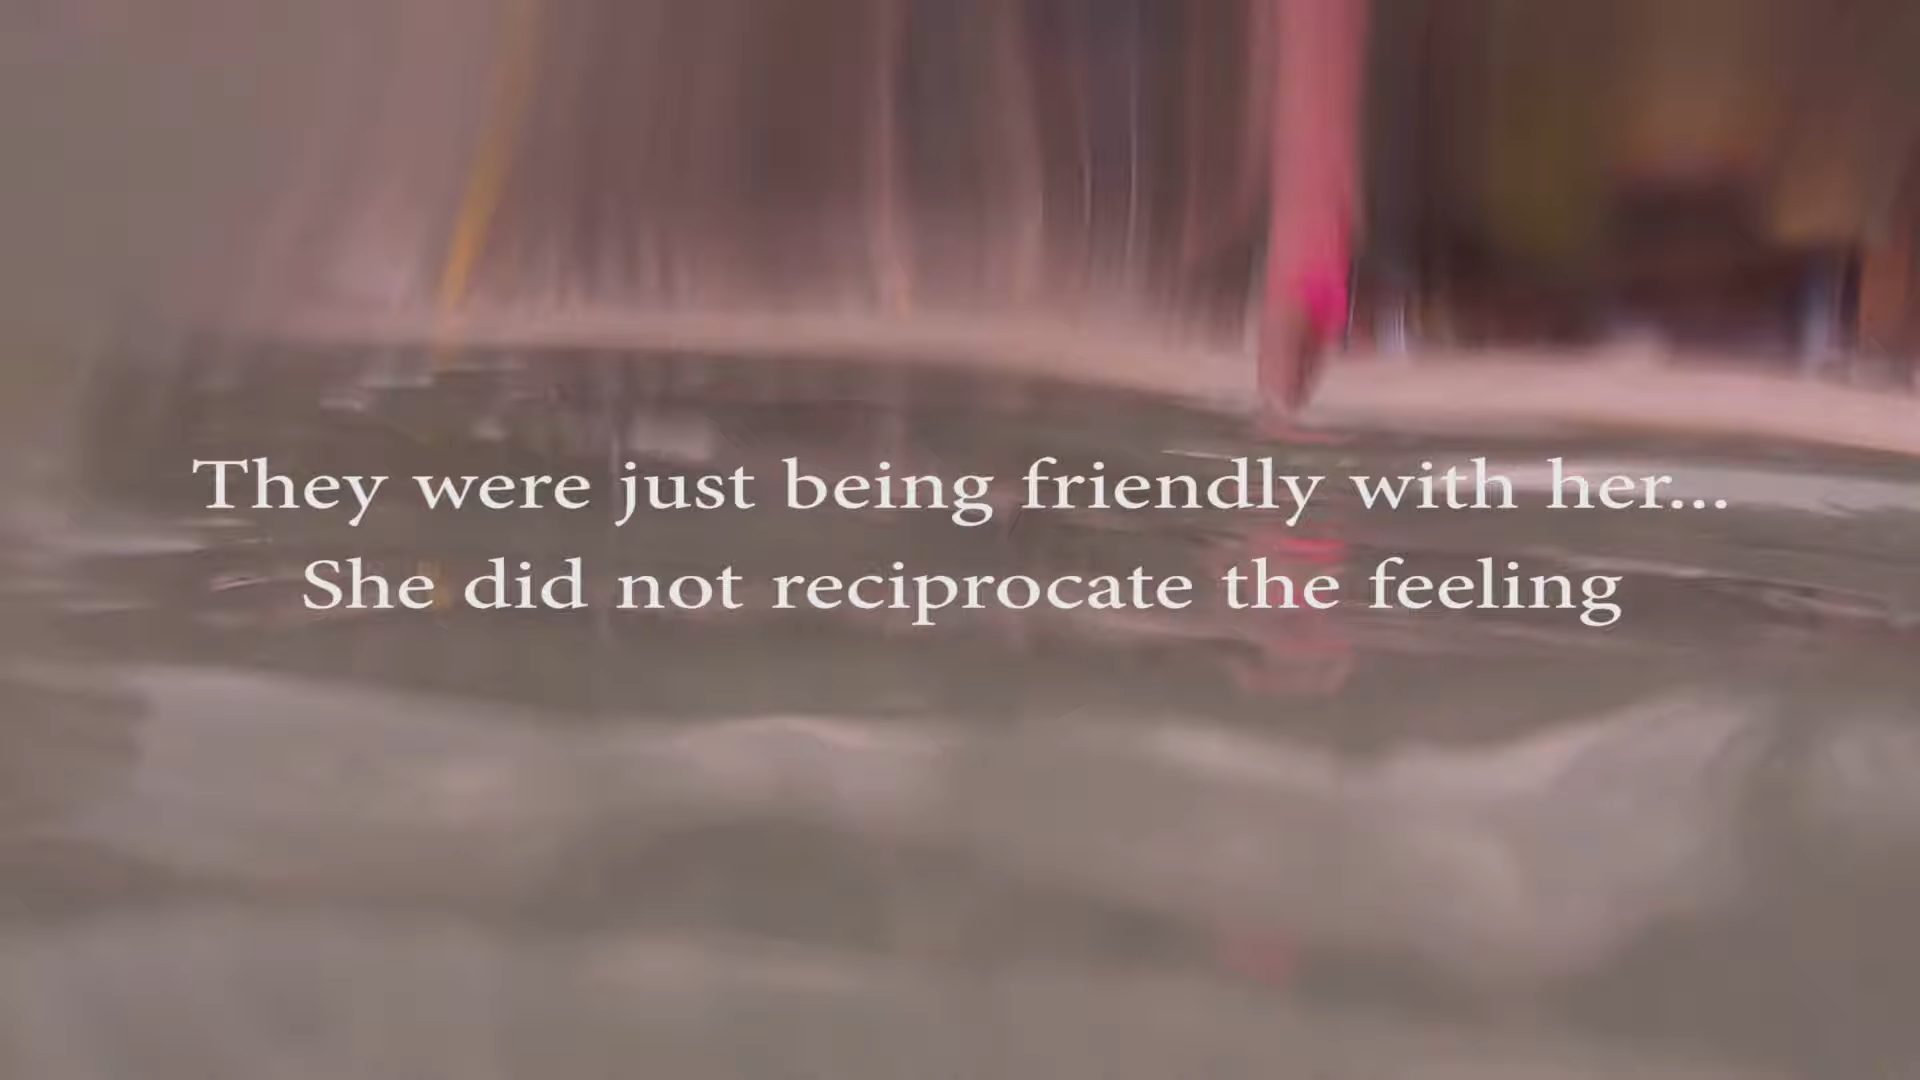 They were just being friendly with her...
She did not reciprocate the feeling